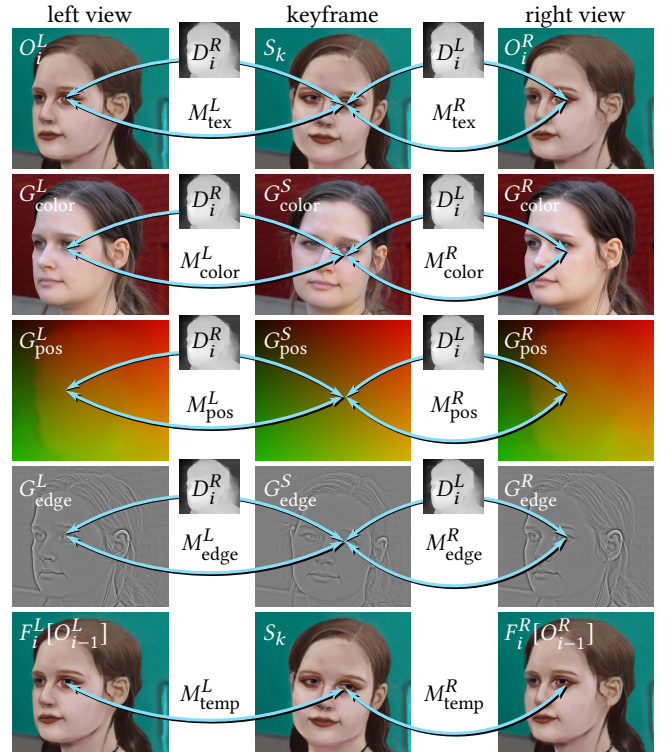 left view keyframe right view
O_i^L D_i^R S_k D_i^L O_i^R
M_tex^L M_tex^R
G_color^L D_i^R G_color^S D_i^L G_color^R
M_color^L M_color^R
G_pos^L D_i^R G_pos^S D_i^L G_pos^R
M_pos^L M_pos^R
G_edge^L D_i^R G_edge^S D_i^L G_edge^R
M_edge^L M_edge^R
F_i^L[O_{i-1}^L] S_k F_i^R[O_{i-1}^R]
M_temp^L M_temp^R